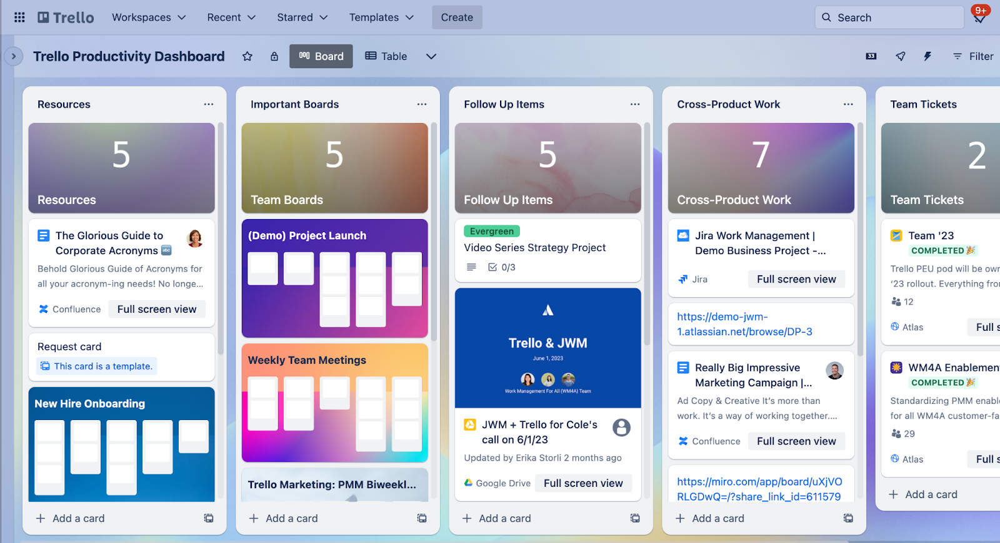 Trello
Workspaces
Recent
Starred
Templates
Create
Search
9+
Trello Productivity Dashboard
Board
Table
33
Filter
Resources
5
Resources
The Glorious Guide to
Corporate Acronyms abc
Behold Glorious Guide of Acronyms for
all your acronym-ing needs! No longe...
Confluence
Full screen view
Request card
This card is a template.
New Hire Onboarding
Add a card
Important Boards
5
Team Boards
(Demo) Project Launch
Weekly Team Meetings
Trello Marketing: PMM Biweekl...
Add a card
Follow Up Items
5
Follow Up Items
Evergreen
Video Series Strategy Project
0/3
Trello & JWM
June 1, 2023
Work Management For All (WM4A) Team
JWM + Trello for Cole's
call on 6/1/23
Updated by Erika Storli 2 months ago
Google Drive
Full screen view
Add a card
Cross-Product Work
7
Cross-Product Work
Jira Work Management |
Demo Business Project -...
Jira
Full screen view
https://demo-jwm-
1.atlassian.net/browse/DP-3
Really Big Impressive
Marketing Campaign |...
Ad Copy & Creative It's more than
work. It's a way of working together....
Confluence
Full screen view
https://miro.com/app/board/uXjVO
RLGDwQ=/?share_link_id=611579
Add a card
Team Tickets
2
Team Tickets
Team '23
COMPLETED🎉
Trello PEU pod will be owr
'23 rollout. Everything fror
12
Atlas
Full s
WM4A Enablemen
COMPLETED🎉
Standardizing PMM enable
for all WM4A customer-fa
29
Atlas
Full s
Add a card